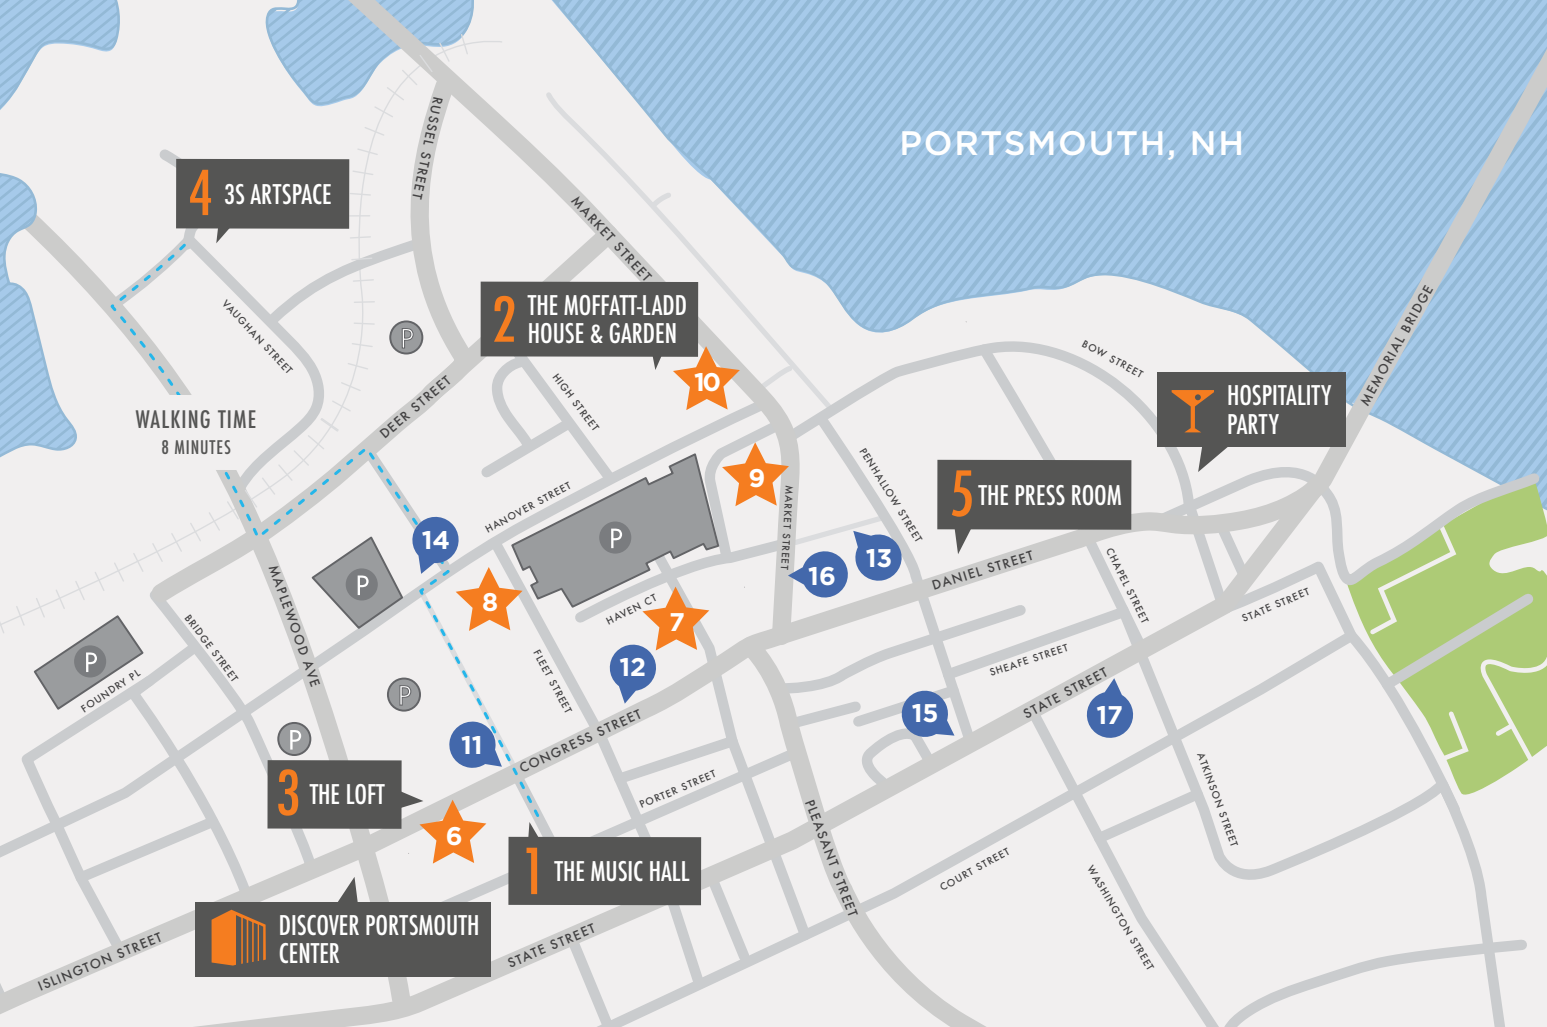 PORTSMOUTH, NH
RUSSEL STREET
4 3S ARTSPACE
MARKET STREET
VAUGHAN STREET
2 THE MOFFATT-LADD
HOUSE & GARDEN
P
BOW STREET
MEMORIAL BRIDGE
10
HIGH STREET
DEER STREET
HOSPITALITY
PARTY
WALKING TIME
8 MINUTES
9
PENHALLOW STREET
5 THE PRESS ROOM
HANOVER STREET
MARKET STREET
14
P
13
16
DANIEL STREET
CHAPEL STREET
P
8
HAVEN CT
7
STATE STREET
MAPLEWOOD AVE
BRIDGE STREET
P
FOUNDRY PL
FLEET STREET
12
SHEAFE STREET
STATE STREET
P
15
17
P
11
CONGRESS STREET
PORTER STREET
ATKINSON STREET
3 THE LOFT
6
PLEASANT STREET
1 THE MUSIC HALL
COURT STREET
WASHINGTON STREET
DISCOVER PORTSMOUTH
CENTER
STATE STREET
ISLINGTON STREET